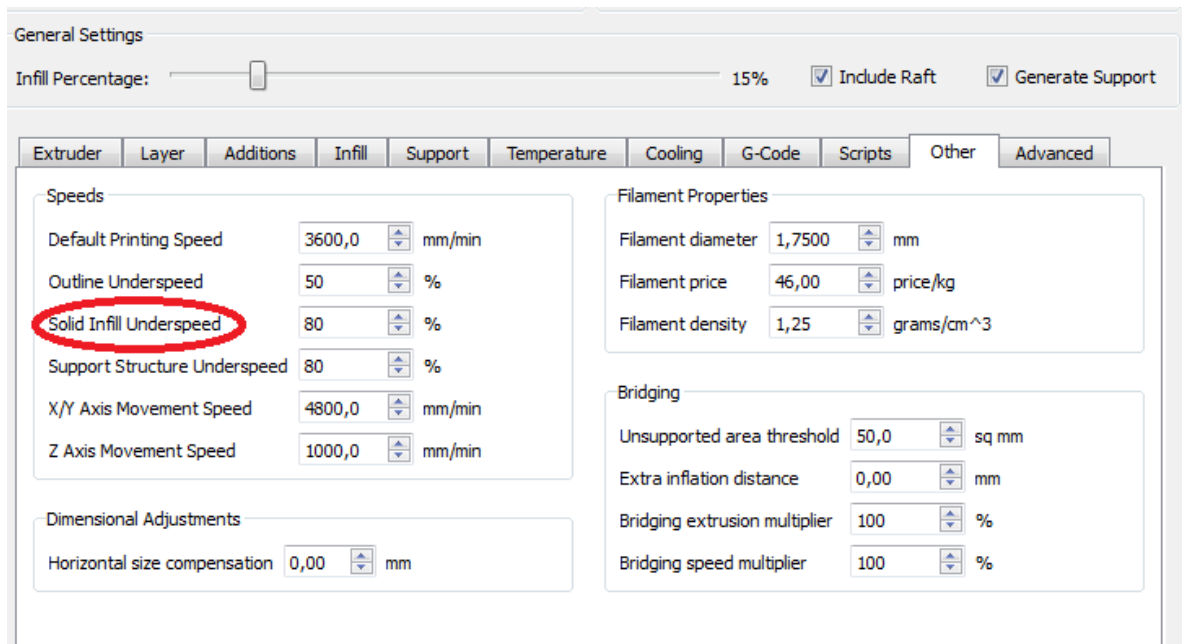 General Settings
Infill Percentage: 15% Include Raft Generate Support
Extruder Layer Additions Infill Support Temperature Cooling G-Code Scripts Other Advanced
Speeds
Default Printing Speed 3600,0 mm/min
Outline Underspeed 50 %
Solid Infill Underspeed 80 %
Support Structure Underspeed 80 %
X/Y Axis Movement Speed 4800,0 mm/min
Z Axis Movement Speed 1000,0 mm/min
Dimensional Adjustments
Horizontal size compensation 0,00 mm
Filament Properties
Filament diameter 1,7500 mm
Filament price 46,00 price/kg
Filament density 1,25 grams/cm^3
Bridging
Unsupported area threshold 50,0 sq mm
Extra inflation distance 0,00 mm
Bridging extrusion multiplier 100 %
Bridging speed multiplier 100 %